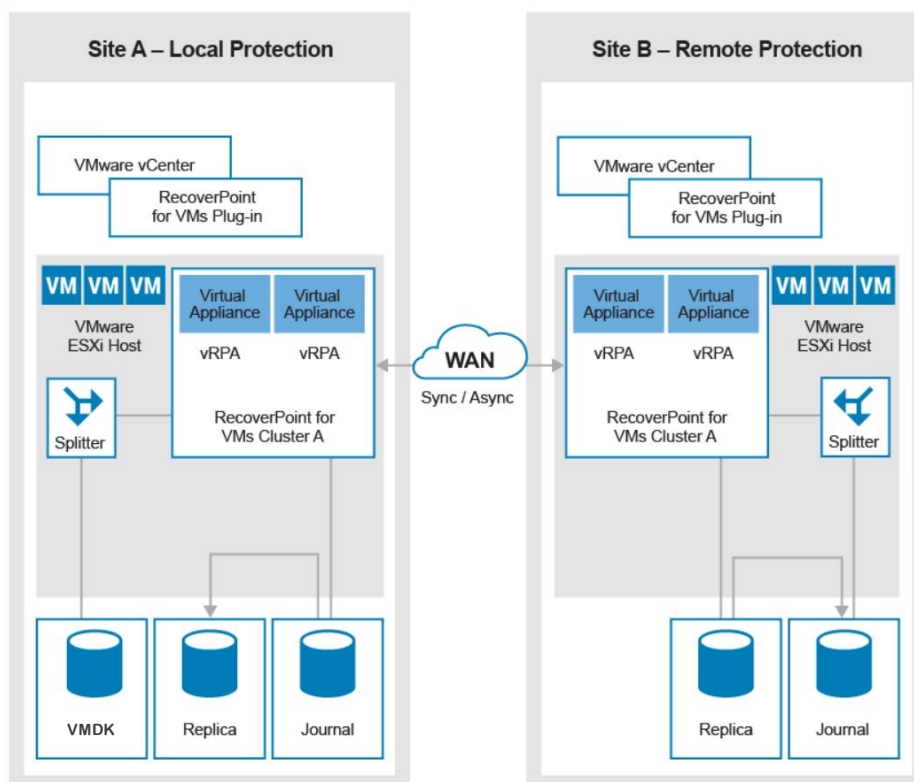 Site A – Local Protection
VMware vCenter
RecoverPoint
for VMs Plug-in
VM VM VM
VMware
ESXi Host
Virtual
Appliance
Virtual
Appliance
vRPA
vRPA
RecoverPoint for
VMs Cluster A
Splitter
VMDK
Replica
Journal
WAN
Sync / Async
Site B – Remote Protection
VMware vCenter
RecoverPoint
for VMs Plug-in
Virtual
Appliance
Virtual
Appliance
vRPA
vRPA
RecoverPoint for
VMs Cluster A
VM VM VM
VMware
ESXi Host
Splitter
Replica
Journal